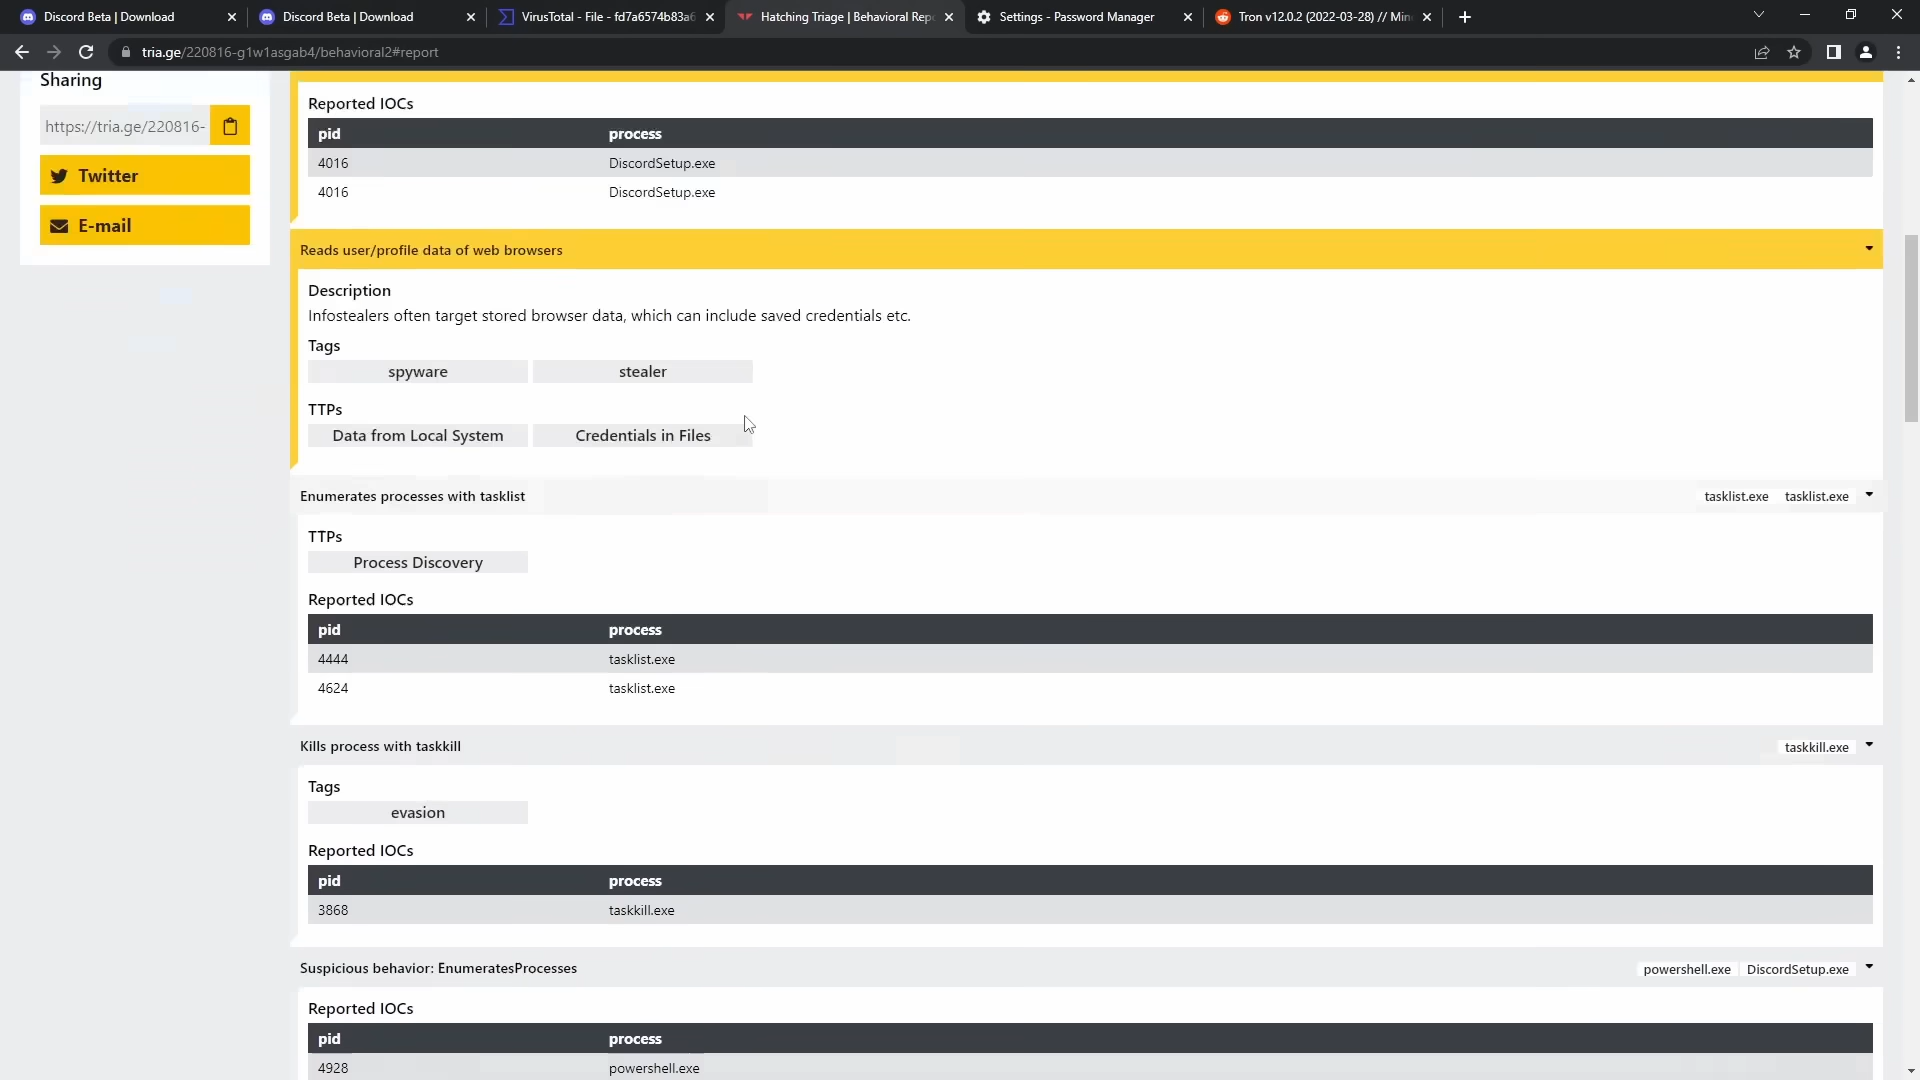 Discord Beta | Download
Discord Beta | Download
VirusTotal - File - fd7a6574b83a6
Hatching Triage | Behavioral Repo
Settings - Password Manager
Tron v12.0.2 (2022-03-28) // Min
tria.ge/220816-g1w1asgab4/behavioral2#report
Sharing
https://tria.ge/220816-
Twitter
E-mail
Reported IOCs
pid process
4016 DiscordSetup.exe
4016 DiscordSetup.exe
Reads user/profile data of web browsers
Description
Infostealers often target stored browser data, which can include saved credentials etc.
Tags
spyware stealer
TTPs
Data from Local System Credentials in Files
Enumerates processes with tasklist tasklist.exe tasklist.exe
TTPs
Process Discovery
Reported IOCs
pid process
4444 tasklist.exe
4624 tasklist.exe
Kills process with taskkill taskkill.exe
Tags
evasion
Reported IOCs
pid process
3868 taskkill.exe
Suspicious behavior: EnumeratesProcesses powershell.exe DiscordSetup.exe
Reported IOCs
pid process
4928 powershell.exe